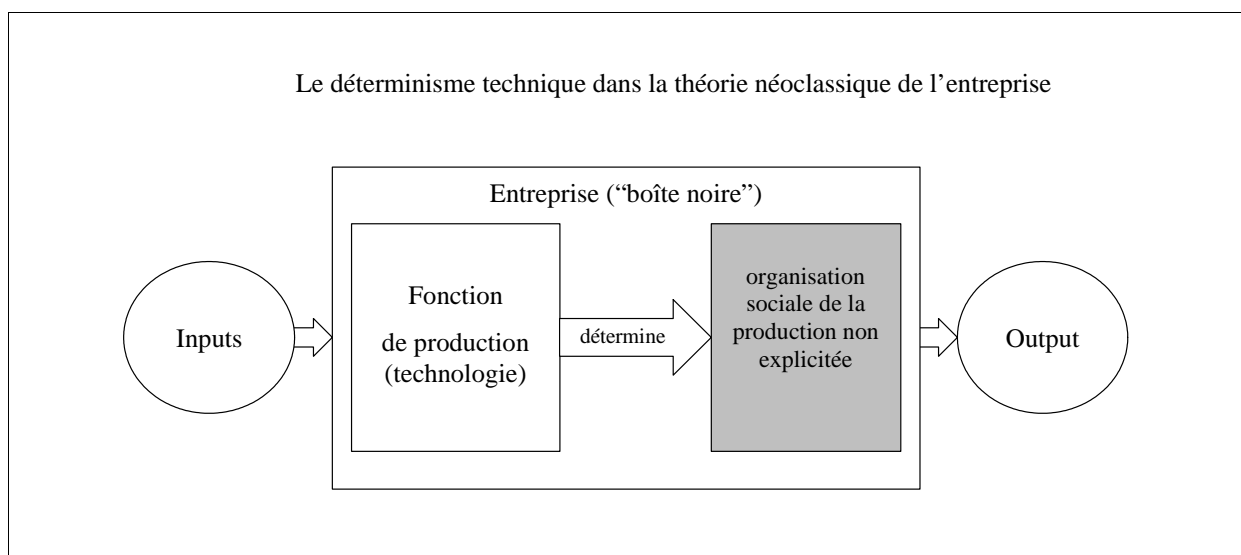 Le déterminisme technique dans la théorie néoclassique de l’entreprise
Entreprise (“boîte noire”)
Inputs
Fonction
de production
(technologie)
détermine
organisation
sociale de la
production non
explicitée
Output